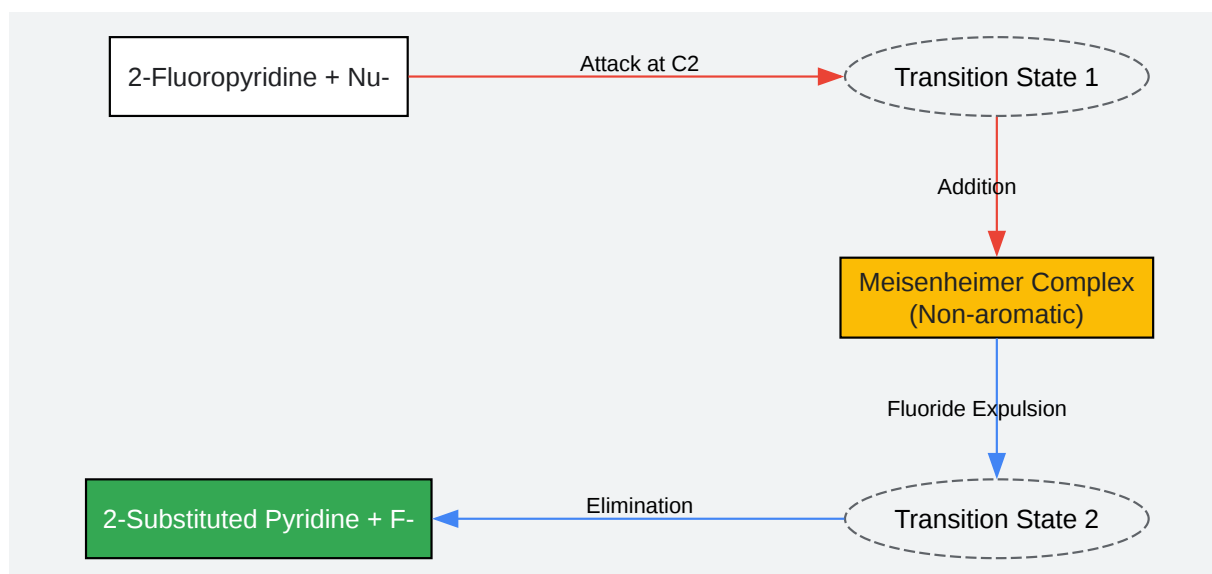 2-Fluoropyridine + Nu-
Attack at C2
Transition State 1
Addition
Meisenheimer Complex
(Non-aromatic)
Fluoride Expulsion
2-Substituted Pyridine + F-
Elimination
Transition State 2